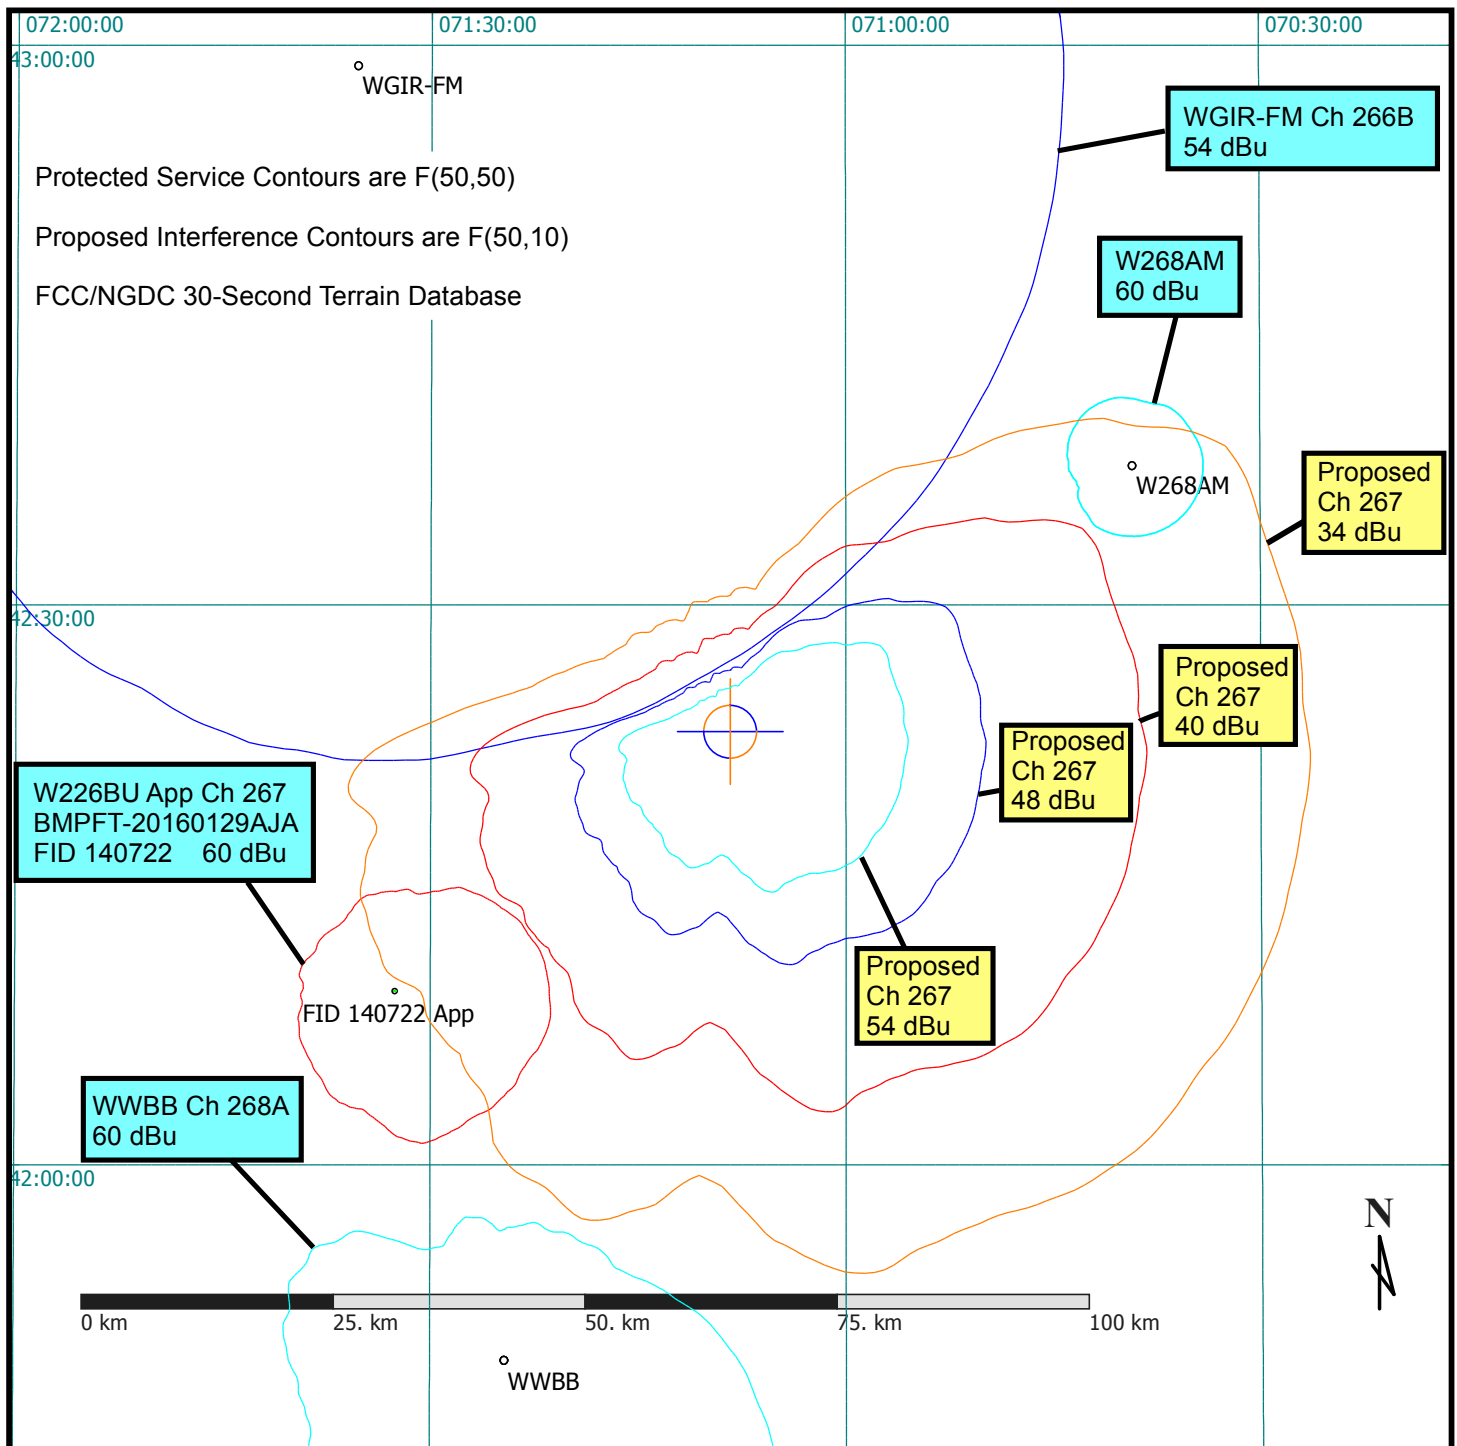 072:00:00
071:30:00
071:00:00
070:30:00
43:00:00
WGIR-FM
WGIR-FM Ch 266B
54 dBu
Protected Service Contours are F(50,50)
Proposed Interference Contours are F(50,10)
FCC/NGDC 30-Second Terrain Database
W268AM
60 dBu
W268AM
Proposed
Ch 267
34 dBu
42:30:00
Proposed
Ch 267
40 dBu
Proposed
Ch 267
48 dBu
W226BU App Ch 267
BMPFT-20160129AJA
FID 140722 60 dBu
Proposed
Ch 267
54 dBu
FID 140722 App
WWBB Ch 268A
60 dBu
42:00:00
N
0 km
25. km
50. km
75. km
100 km
WWBB